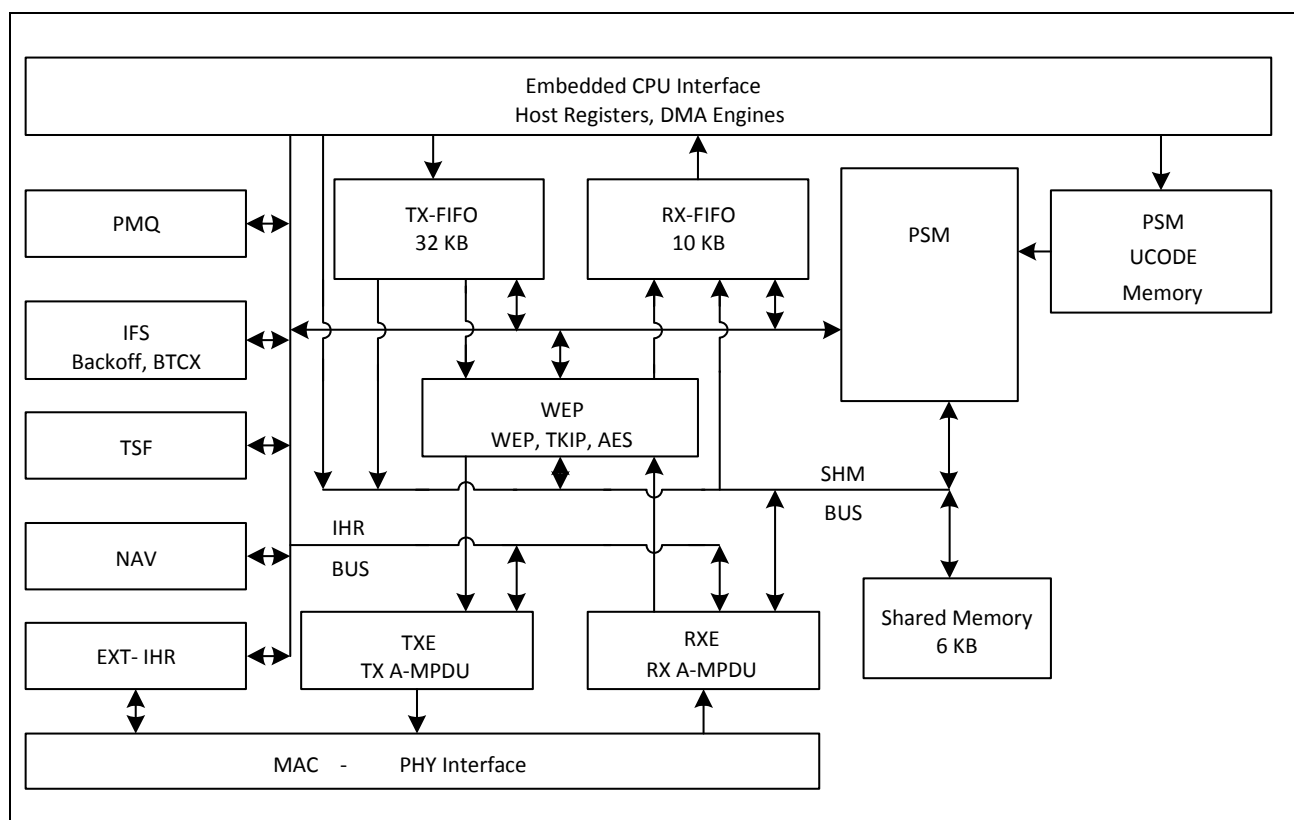 Embedded CPU Interface
Host Registers, DMA Engines
PMQ
TX-FIFO
32 KB
RX-FIFO
10 KB
PSM
PSM
UCODE
Memory
IFS
Backoff, BTCX
WEP
WEP, TKIP, AES
TSF
SHM
BUS
IHR
BUS
NAV
Shared Memory
6 KB
EXT- IHR
TXE
TX A-MPDU
RXE
RX A-MPDU
MAC - PHY Interface